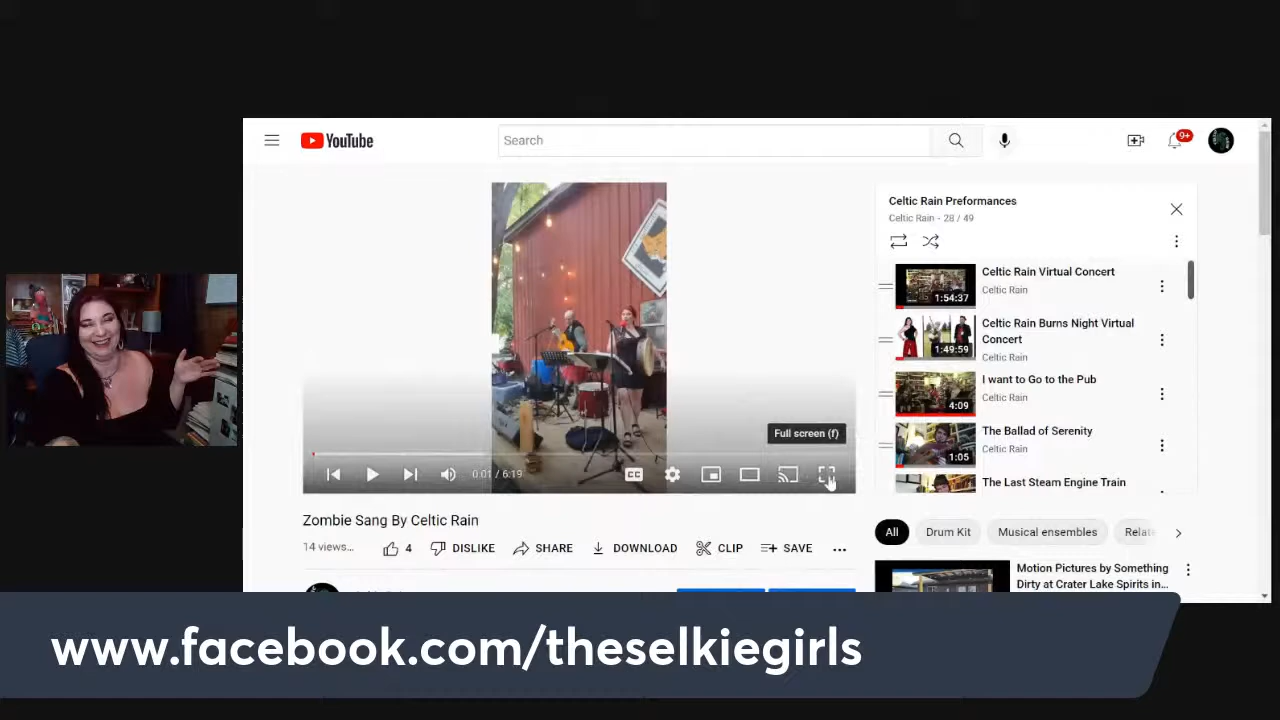 YouTube
Search
9+
Celtic Rain Preformances
Celtic Rain - 28 / 49
Celtic Rain Virtual Concert
Celtic Rain
1:54:37
Celtic Rain Burns Night Virtual
Concert
Celtic Rain
1:49:59
I want to Go to the Pub
Celtic Rain
4:09
The Ballad of Serenity
Celtic Rain
1:05
The Last Steam Engine Train
Full screen (f)
0:01 / 6:19
CC
Zombie Sang By Celtic Rain
14 views...
4
DISLIKE
SHARE
DOWNLOAD
CLIP
SAVE
All
Drum Kit
Musical ensembles
Relate
Motion Pictures by Something
Dirty at Crater Lake Spirits in...
www.facebook.com/theselkiegirls